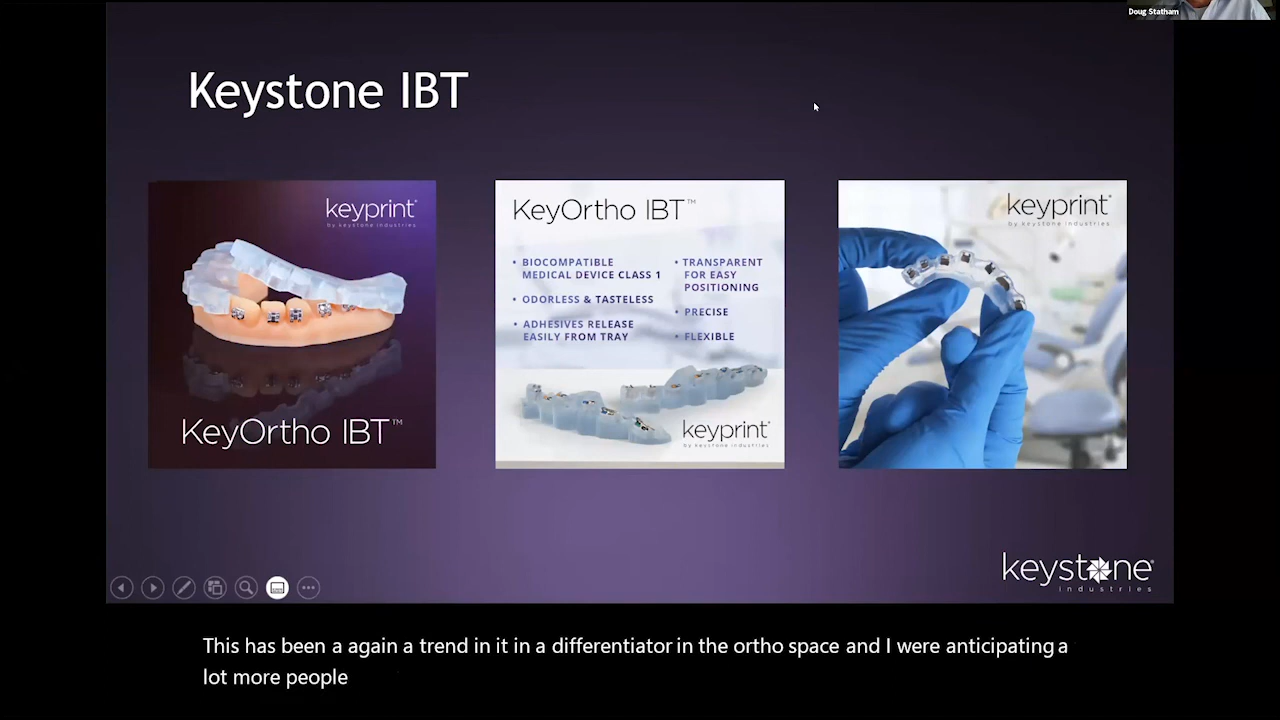 Doug Statham
Keystone IBT
keyprint®
by keystone industries
KeyOrtho IBT™
KeyOrtho IBT™
• BIOCOMPATIBLE
MEDICAL DEVICE CLASS 1
• ODORLESS & TASTELESS
• ADHESIVES RELEASE
EASILY FROM TRAY
• TRANSPARENT
FOR EASY
POSITIONING
• PRECISE
• FLEXIBLE
keyprint®
by keystone industries
keyprint®
by keystone industries
keystone®
industries
This has been a again a trend in it in a differentiator in the ortho space and I were anticipating a
lot more people